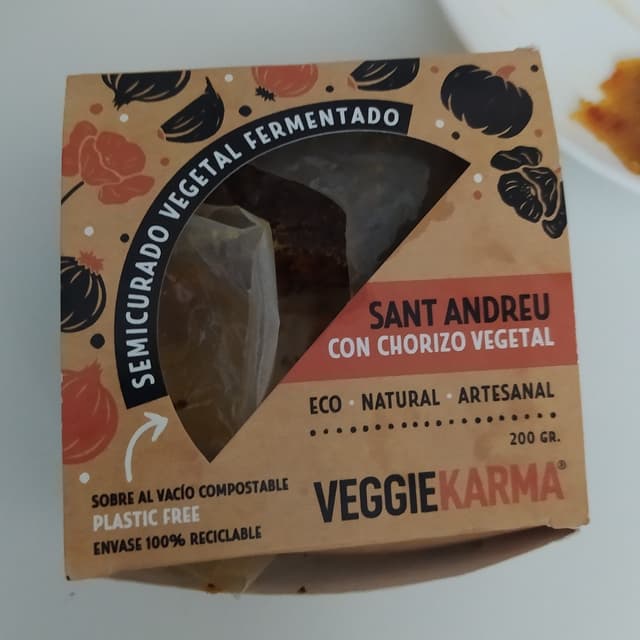 SEMICURADO VEGETAL FERMENTADO
SANT ANDREU
CON CHORIZO VEGETAL
ECO · NATURAL · ARTESANAL
200 GR.
SOBRE AL VACÍO COMPOSTABLE
PLASTIC FREE
ENVASE 100% RECICLABLE
VEGGIEKARMA®